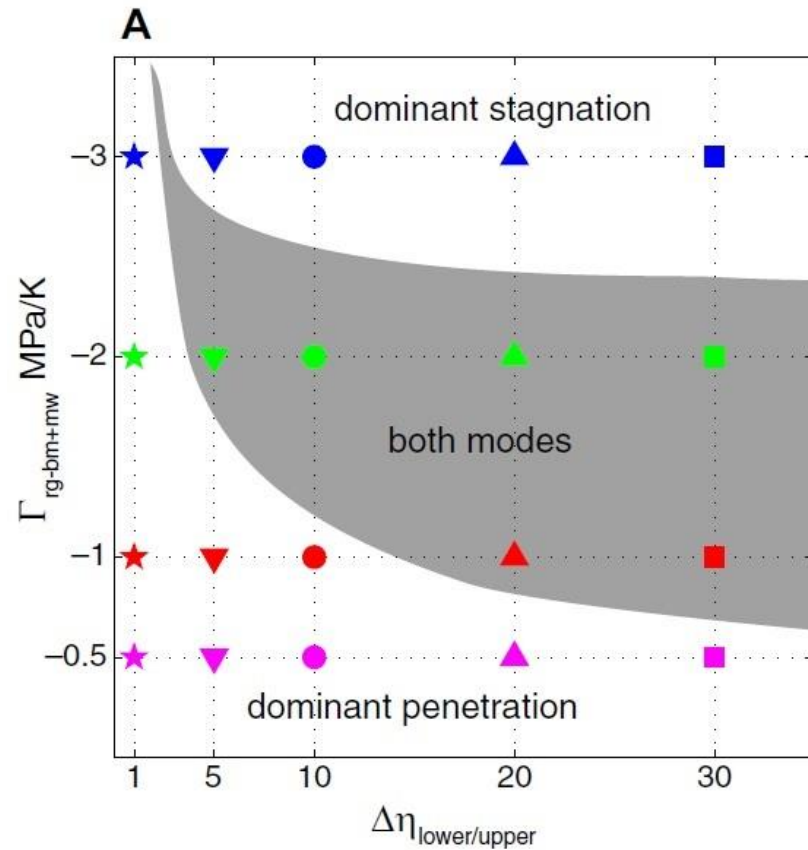 A
dominant stagnation
−3
−2
both modes
−1
−0.5
dominant penetration
1 5 10 20 30
Γrg-bm+mw MPa/K
Δηlower/upper